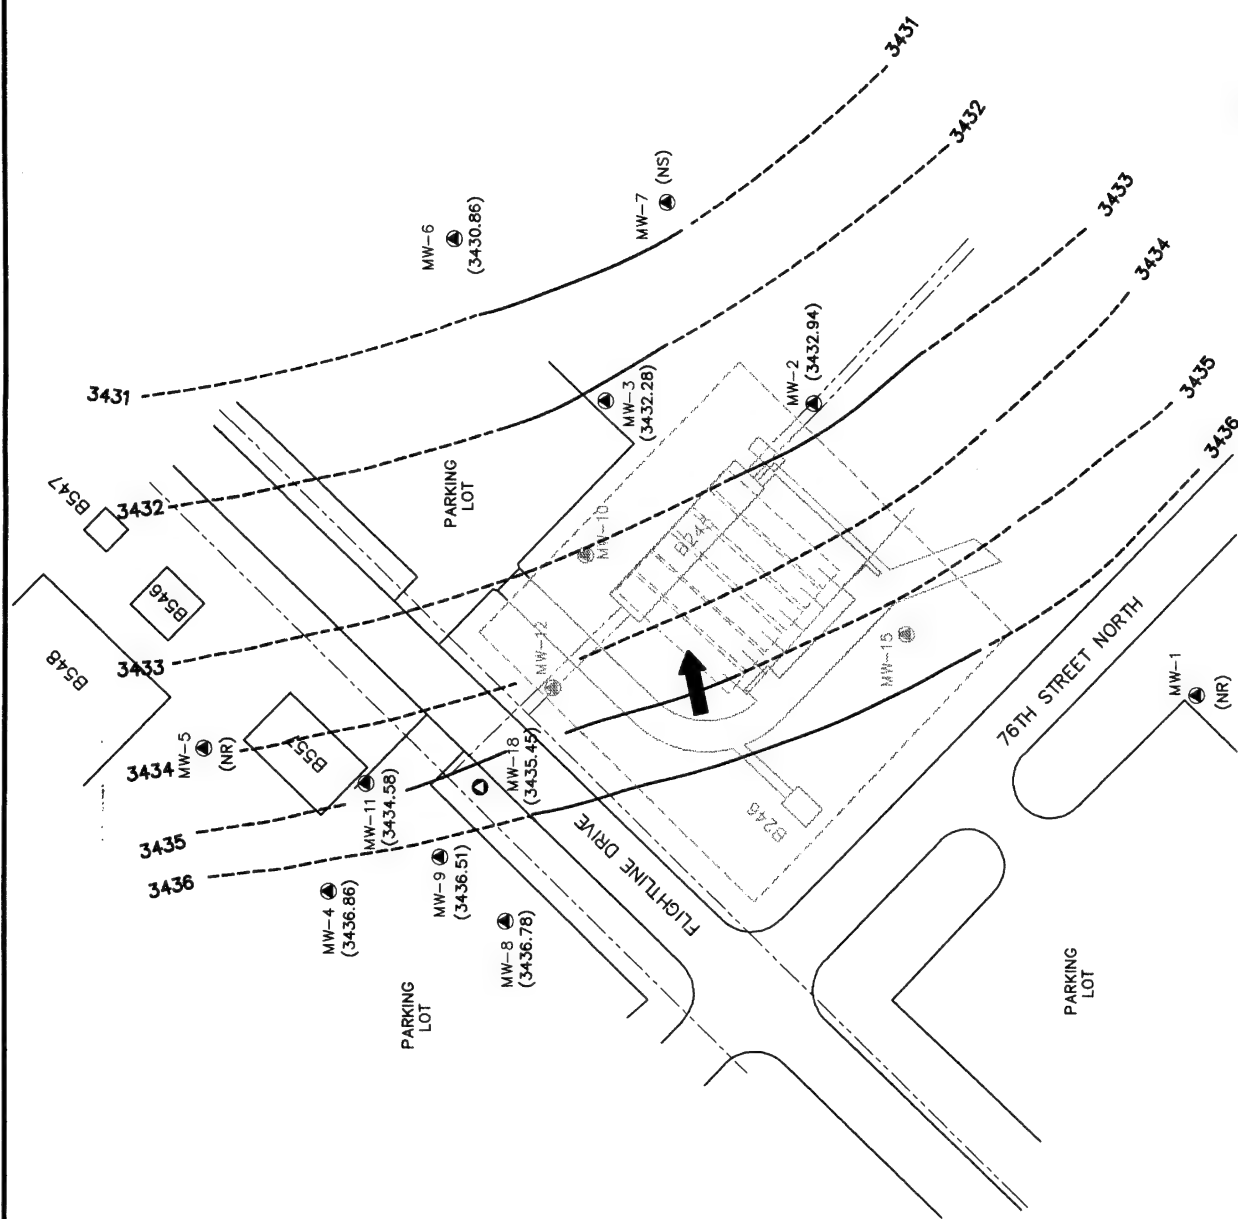 3431
3432
3433
3434
3435
3436
MW-7 (NS)
MW-6
(3430.86)
3431
MW-2
(3432.94)
MW-3
(3432.28)
B547
3432
PARKING
LOT
MW-10
B546
B548
3433
MW-12
MW-15
76TH STREET NORTH
MW-1
(NR)
MW-5
(NR)
3434
MW-18
(3435.45)
MW-11
(3434.58)
3435
B246
FLIGHTLINE DRIVE
3436
MW-9
(3436.51)
MW-4
(3436.86)
MW-8
(3436.78)
PARKING
LOT
PARKING
LOT